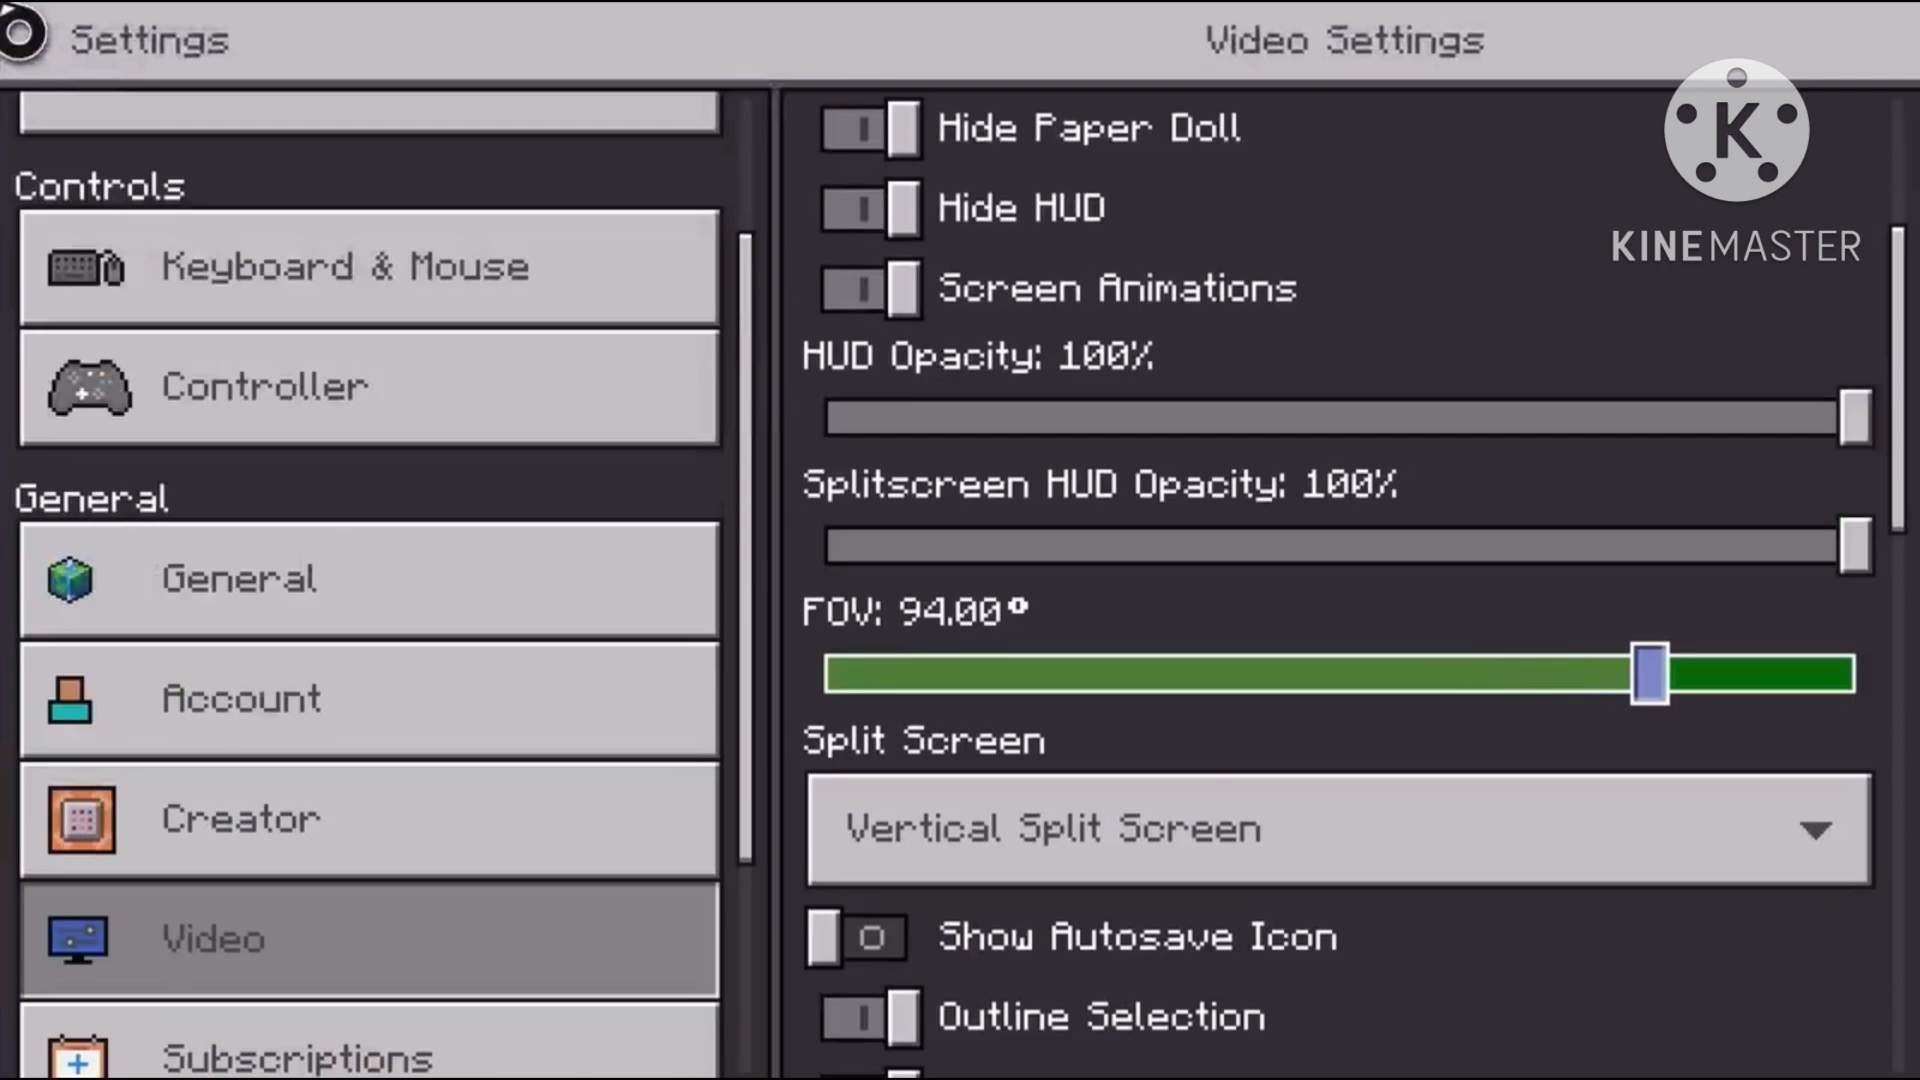 Settings
Video Settings
Controls
Keyboard & Mouse
Controller
General
General
Account
Creator
Video
Subscriptions
Hide Paper Doll
Hide HUD
Screen Animations
HUD Opacity: 100%
Splitscreen HUD Opacity: 100%
FOV: 94.00°
Split Screen
Vertical Split Screen
Show Autosave Icon
Outline Selection
K
KINEMASTER